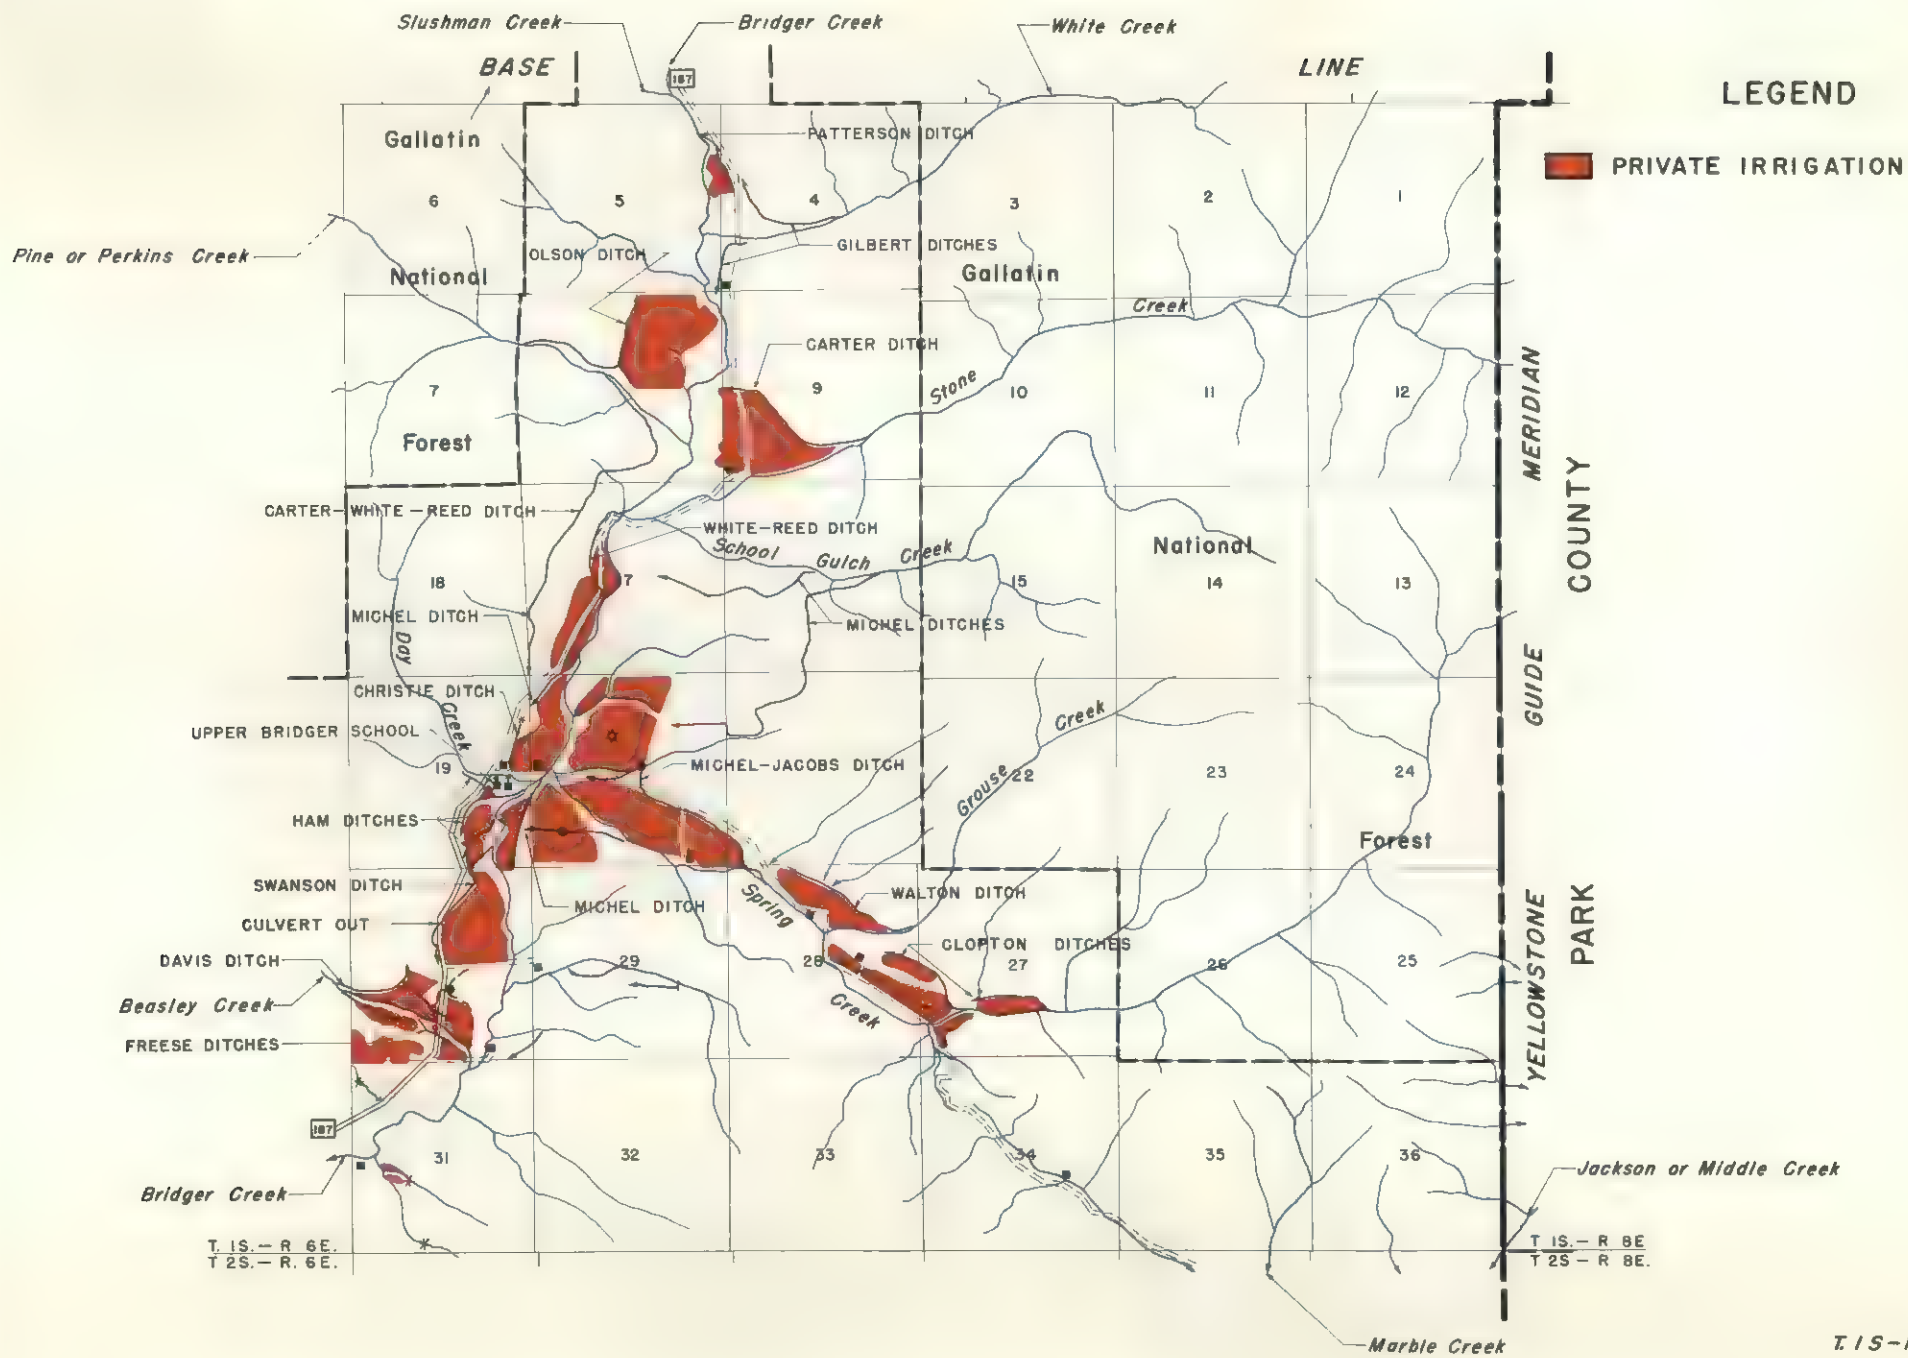 Slushman Creek
Bridger Creek
White Creek
BASE
LINE
187
LEGEND
PRIVATE IRRIGATION
PATTERSON DITCH
Gallatin
6
5
4
3
2
1
Pine or Perkins Creek
OLSON DITCH
GILBERT DITCHES
National
Gallatin
Creek
CARTER DITCH
MERIDIAN
7
9
Stone
10
11
12
Forest
COUNTY
CARTER-WHITE-REED DITCH
WHITE-REED DITCH
School Gulch Creek
National
18
7
15
14
13
MICHEL DITCH
MICHEL DITCHES
Day
Creek
GUIDE
CHRISTIE DITCH
Creek
UPPER BRIDGER SCHOOL
19
MICHEL-JACOBS DITCH
Grouse
22
23
24
HAM DITCHES
Forest
SWANSON DITCH
Spring
WALTON DITCH
MICHEL DITCH
CULVERT OUT
CLOPTON DITCHES
YELLOWSTONE
PARK
DAVIS DITCH
29
28
27
26
25
Beasley Creek
Creek
FREESE DITCHES
187
31
32
33
34
35
36
Bridger Creek
Jackson or Middle Creek
T. 1S.- R 6E.
T 2S.- R. 6E.
T 1S.- R 8E
T 2S - R 8E.
Marble Creek
T. 1 S-